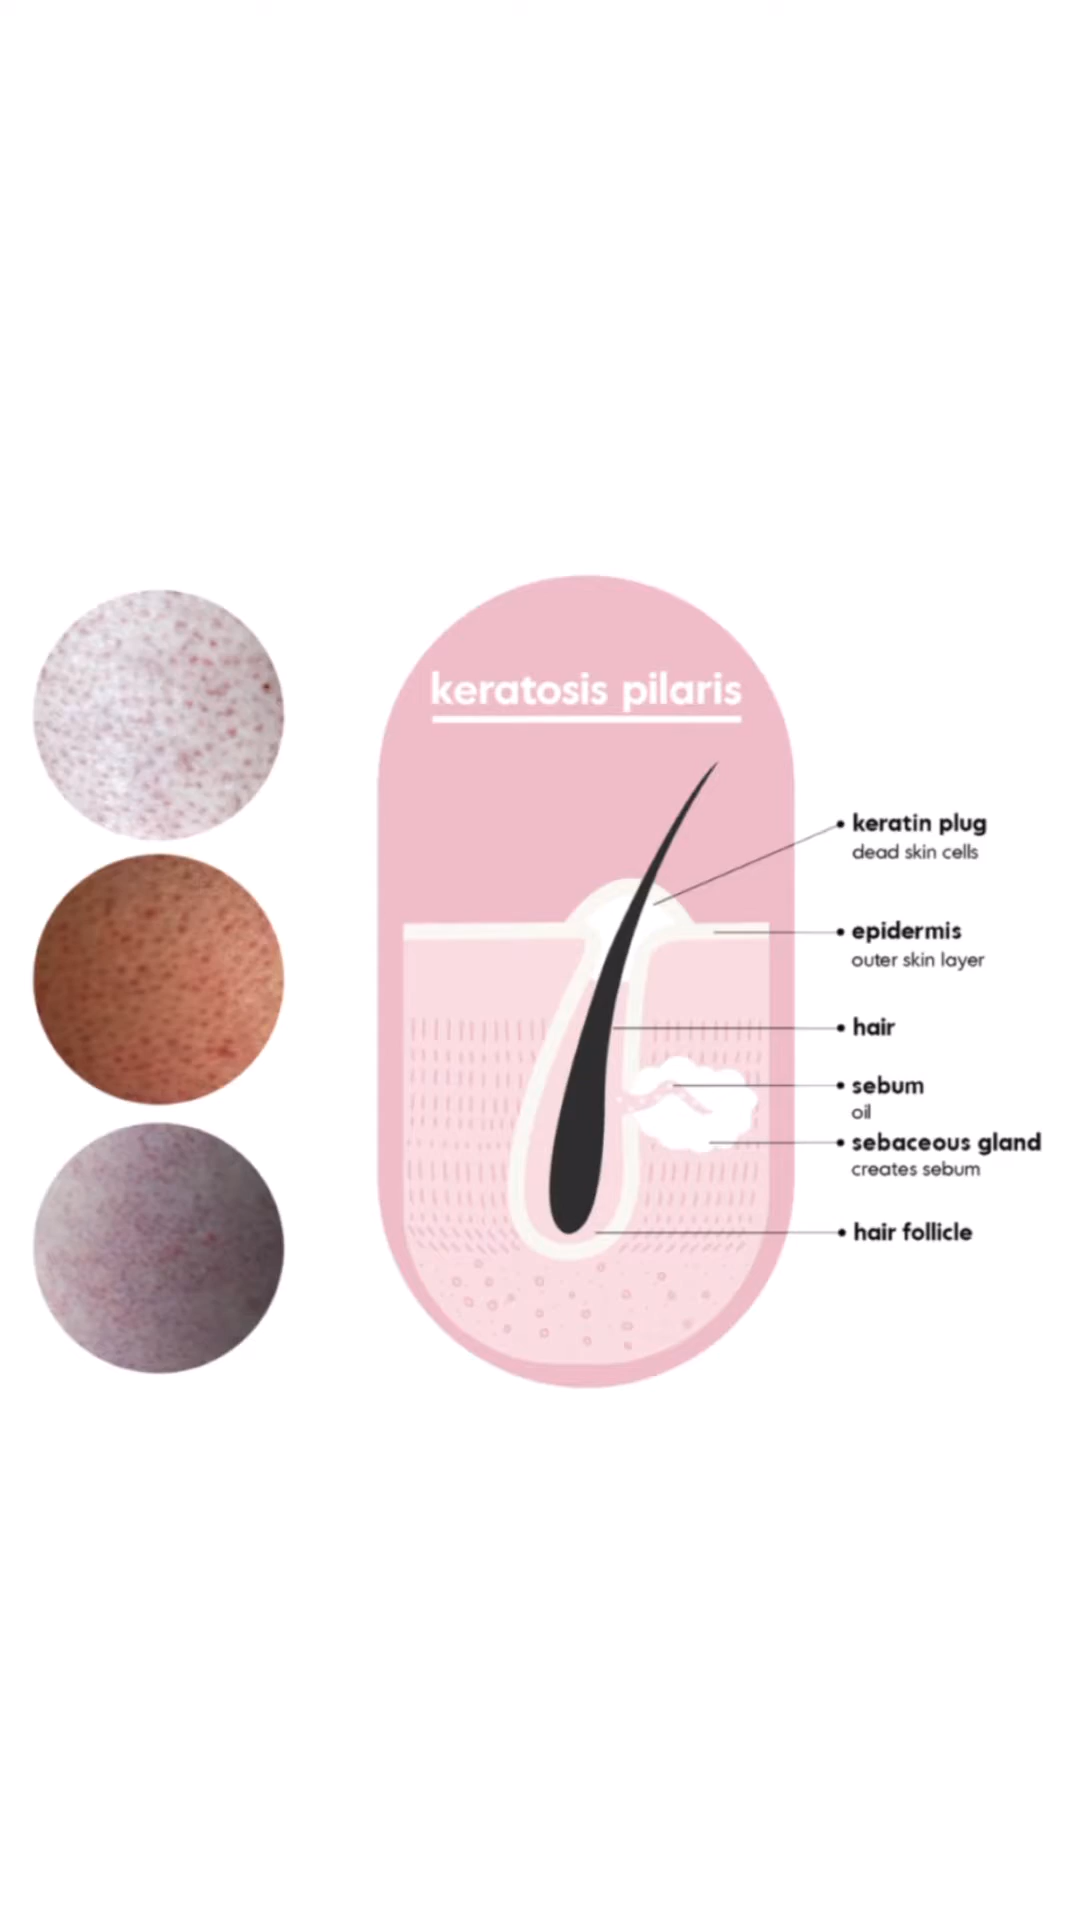 keratosis pilaris
keratin plug
dead skin cells
epidermis
outer skin layer
hair
sebum
oil
sebaceous gland
creates sebum
hair follicle